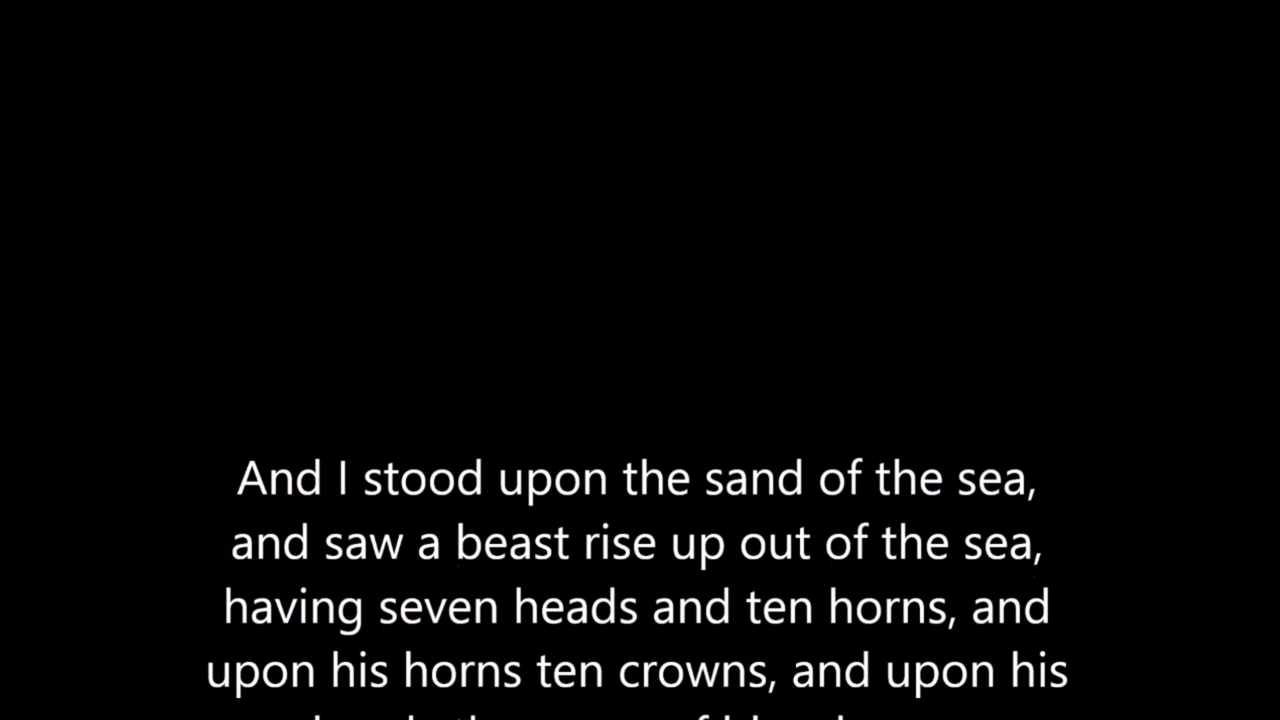 And I stood upon the sand of the sea,
and saw a beast rise up out of the sea,
having seven heads and ten horns, and
upon his horns ten crowns, and upon his